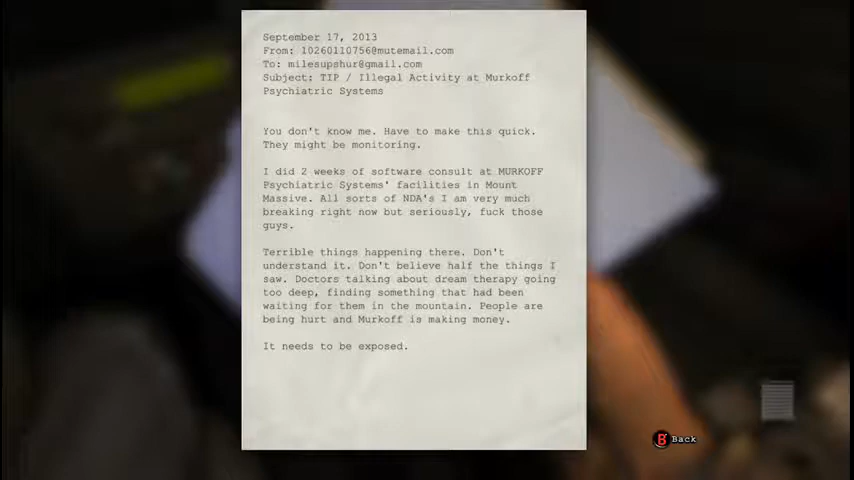 September 17, 2013
From: 10260110756@mutemail.com
To: milesupshur@gmail.com
Subject: TIP / Illegal Activity at Murkoff
Psychiatric Systems
You don't know me. Have to make this quick.
They might be monitoring.
I did 2 weeks of software consult at MURKOFF
Psychiatric Systems' facilities in Mount
Massive. All sorts of NDA's I am very much
breaking right now but seriously, fuck those
guys.
Terrible things happening there. Don't
understand it. Don't believe half the things I
saw. Doctors talking about dream therapy going
too deep, finding something that had been
waiting for them in the mountain. People are
being hurt and Murkoff is making money.
It needs to be exposed.
B Back